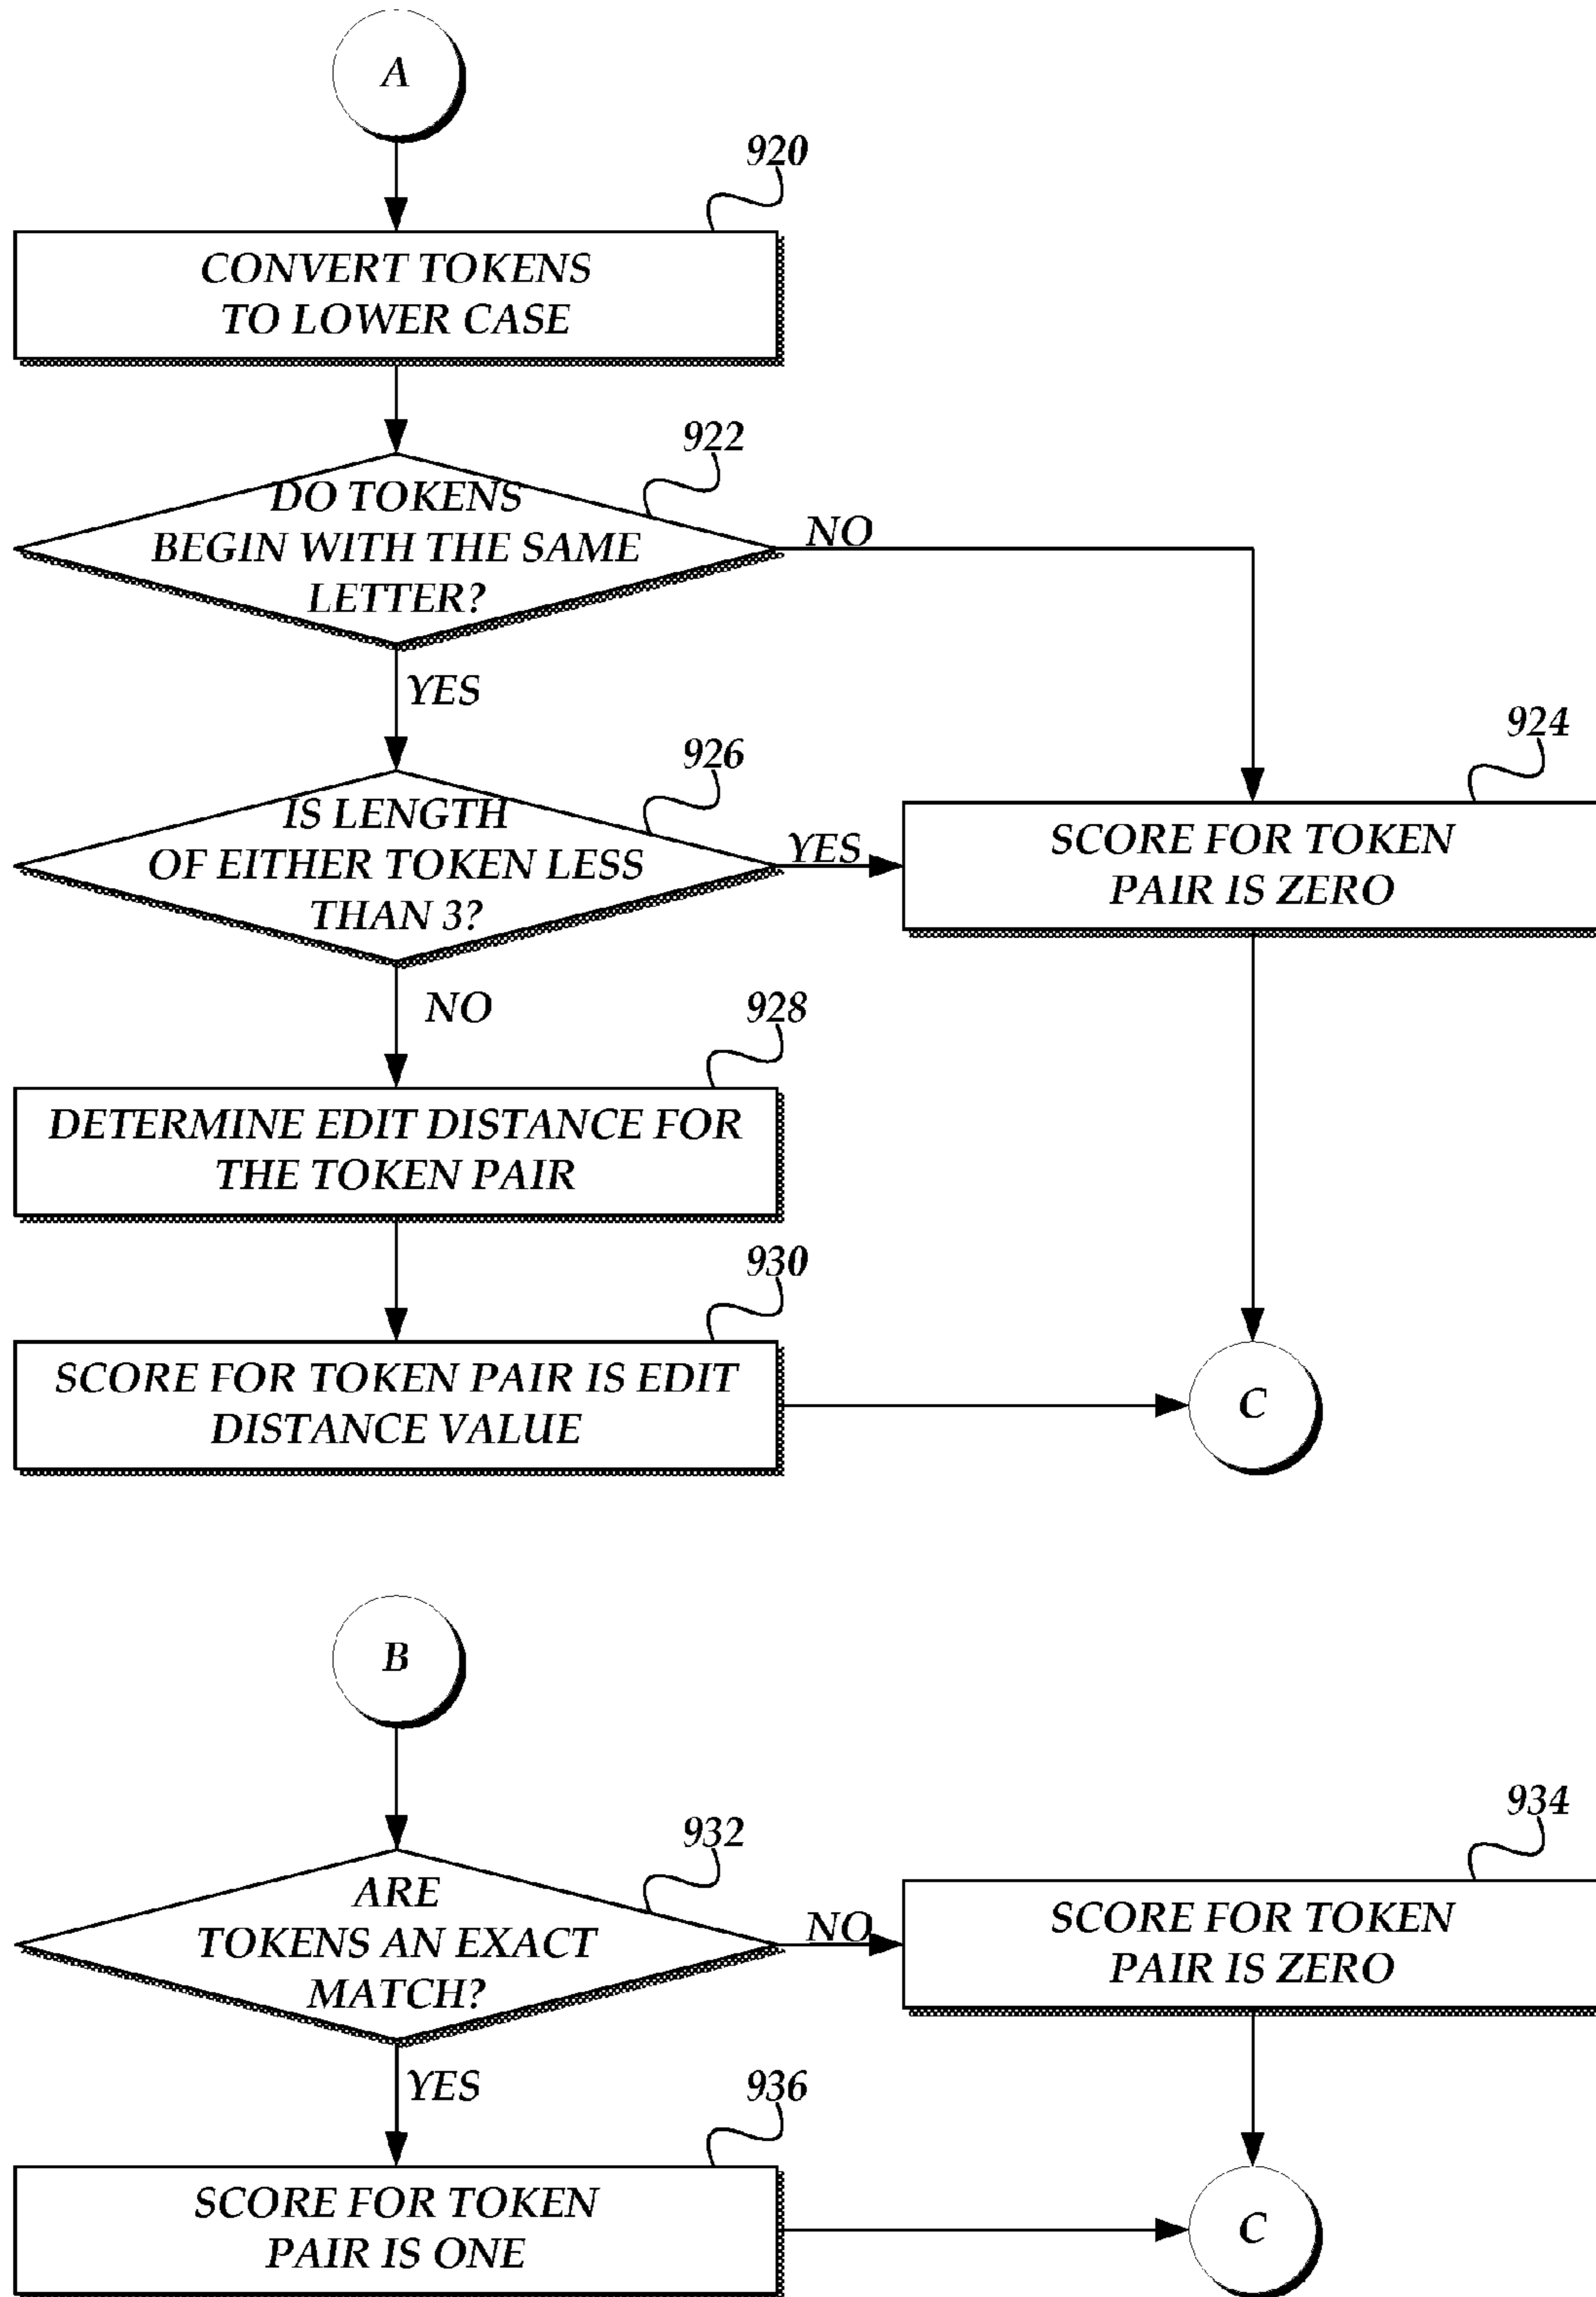 A
920
CONVERT TOKENS
TO LOWER CASE
922
DO TOKENS
BEGIN WITH THE SAME
LETTER?
NO
YES
924
926
IS LENGTH
OF EITHER TOKEN LESS
THAN 3?
YES
SCORE FOR TOKEN
PAIR IS ZERO
NO
928
DETERMINE EDIT DISTANCE FOR
THE TOKEN PAIR
930
SCORE FOR TOKEN PAIR IS EDIT
DISTANCE VALUE
C
B
932
934
ARE
TOKENS AN EXACT
MATCH?
NO
SCORE FOR TOKEN
PAIR IS ZERO
YES
936
SCORE FOR TOKEN
PAIR IS ONE
C